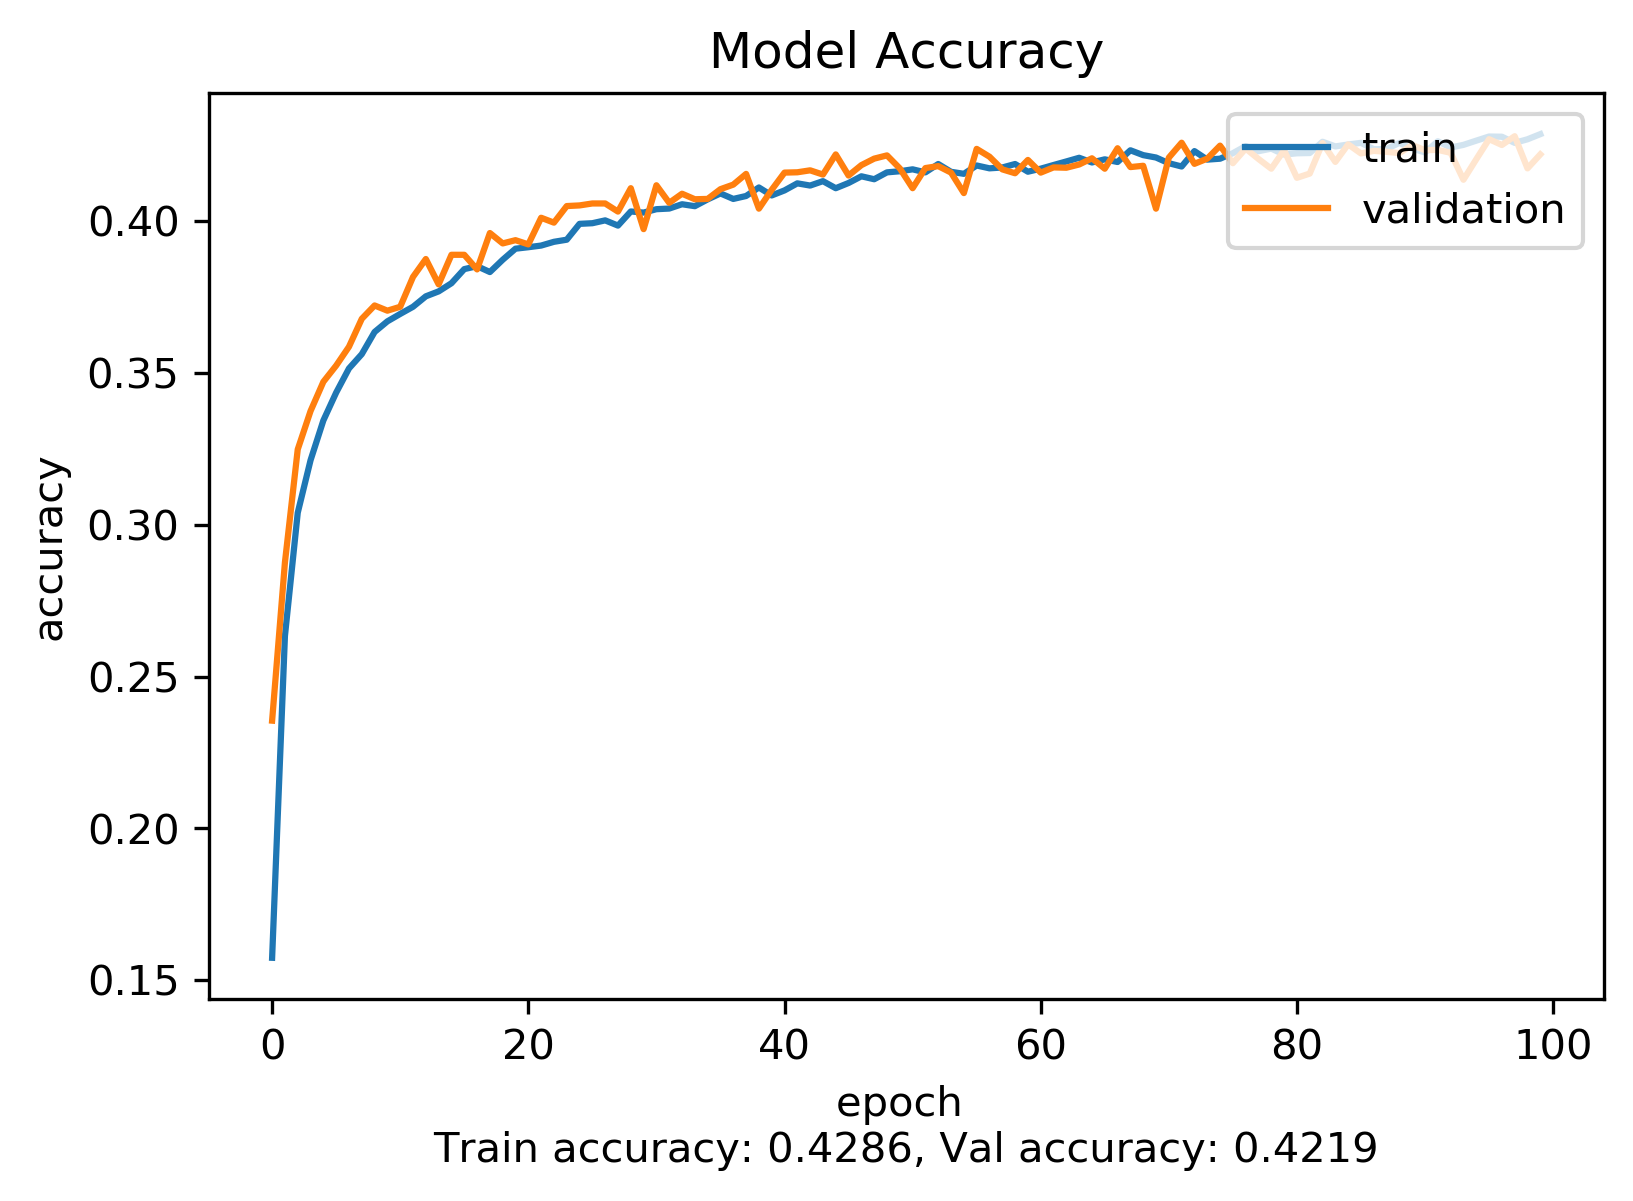 Model Accuracy
train
validation
accuracy
0.40
0.35
0.30
0.25
0.20
0.15
0 20 40 60 80 100
epoch
Train accuracy: 0.4286, Val accuracy: 0.4219